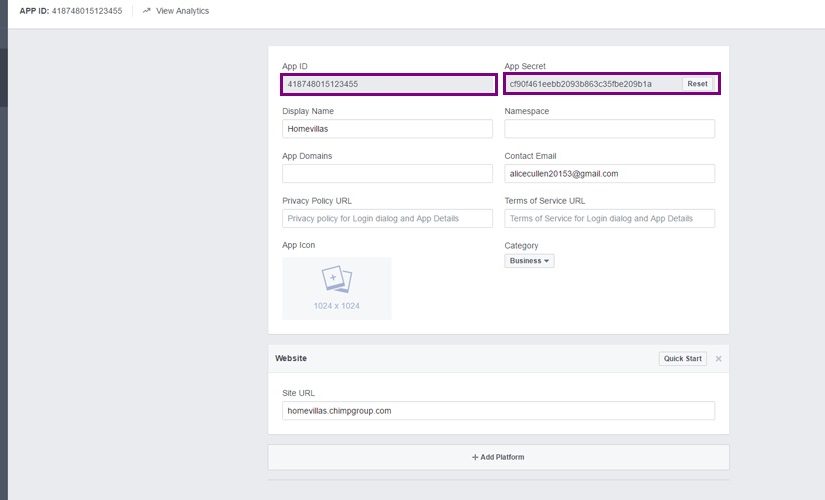 APP ID: 418748015123455 View Analytics
App ID App Secret
418748015123455 cf90f461eebb2093b863c35fbe209b1a Reset
Display Name Namespace
Homevillas
App Domains Contact Email
alicecullen20153@gmail.com
Privacy Policy URL Terms of Service URL
Privacy policy for Login dialog and App Details Terms of Service for Login dialog and App Details
App Icon Category
Business
1024 x 1024
Website Quick Start
Site URL
homevillas.chimpgroup.com
+ Add Platform